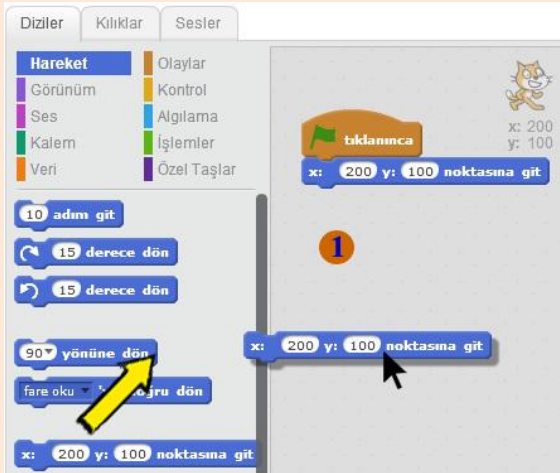 Diziler Kılıklar Sesler
Hareket Olaylar
Görünüm Kontrol
Ses Algılama
Kalem İşlemler
Veri Özel Taşlar
x: 200
y: 100
tıklanınca
x: 200 y: 100 noktasına git
10 adım git
15 derece dön
15 derece dön
1
90 yönüne dön
x: 200 y: 100 noktasına git
fare oku dön
x: 200 y: 100 noktasına git